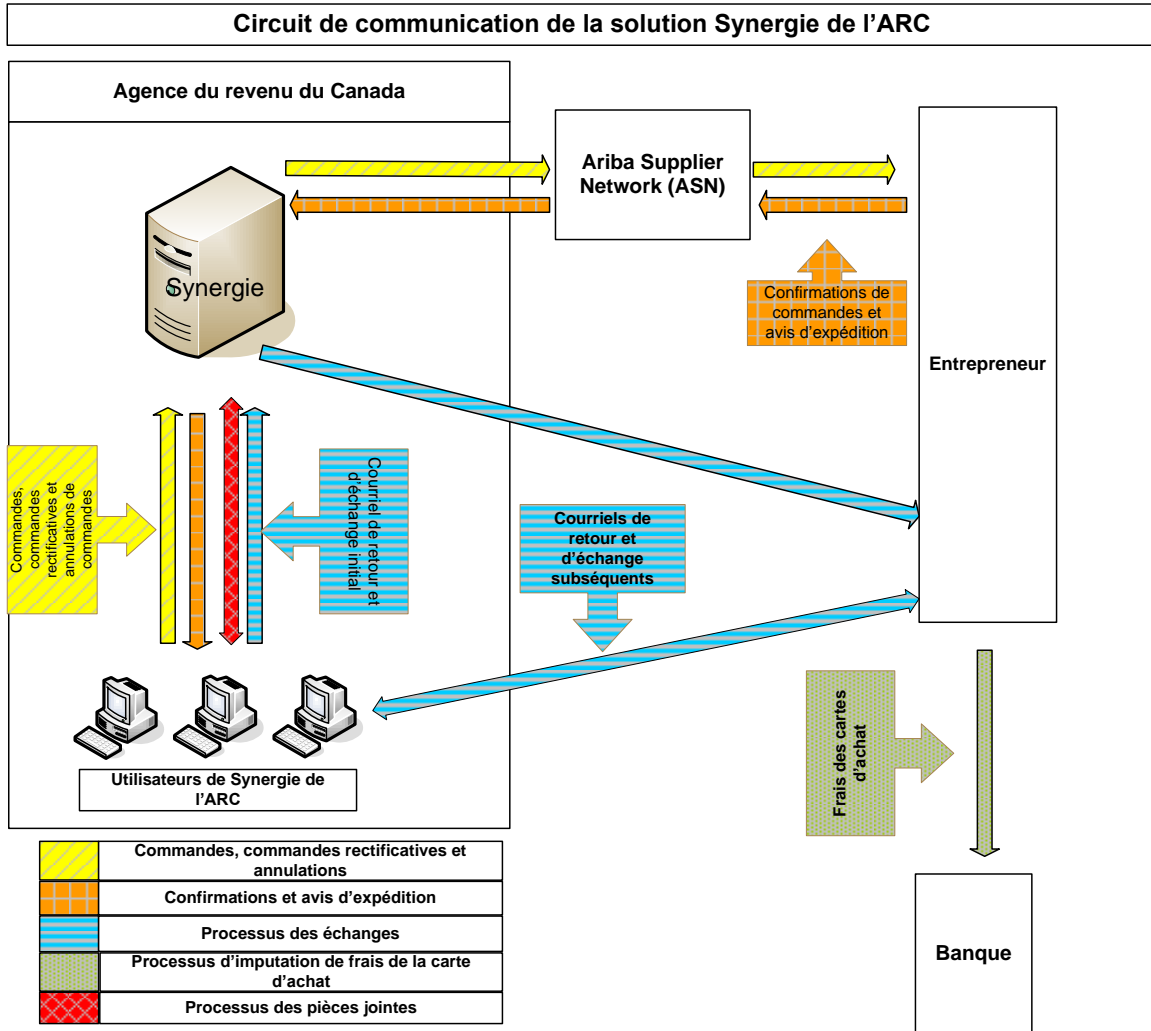 Circuit de communication de la solution Synergie de l'ARC
Agence du revenu du Canada
Ariba Supplier
Network (ASN)
Synergie
Confirmations de
commandes et
avis d'expédition
Entrepreneur
Commandes,
commandes
rectificatives et
annulations de
commandes
Courriel de retour et
d'échange initial
Courriels de
retour et
d'échange
subséquents
Frais des cartes
d'achat
Utilisateurs de Synergie de
l'ARC
Commandes, commandes rectificatives et
annulations
Confirmations et avis d'expédition
Processus des échanges
Processus d'imputation de frais de la carte
d'achat
Processus des pièces jointes
Banque